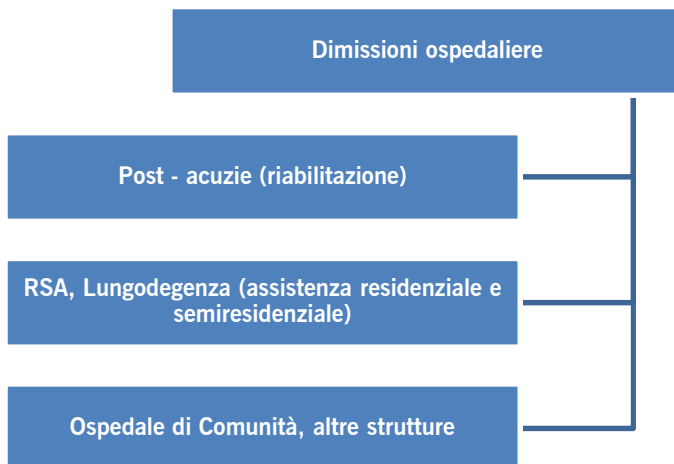 Dimissioni ospedaliere
Post - acuzie (riabilitazione)
RSA, Lungodegenza (assistenza residenziale e
semiresidenziale)
Ospedale di Comunità, altre strutture